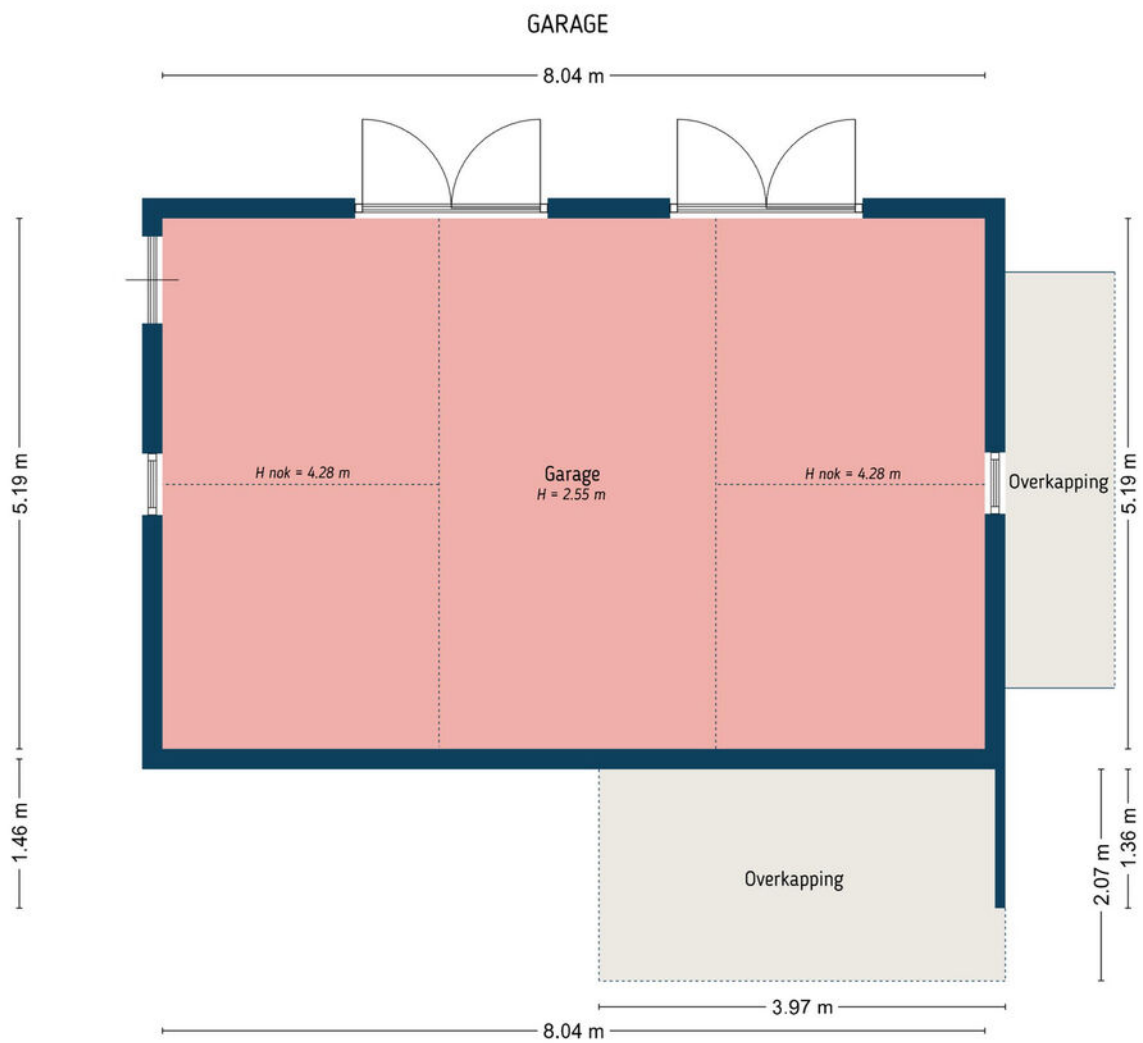 GARAGE
8.04 m
5.19 m
H nok = 4.28 m
Garage
H = 2.55 m
H nok = 4.28 m
Overkapping
5.19 m
1.46 m
Overkapping
2.07 m
1.36 m
3.97 m
8.04 m